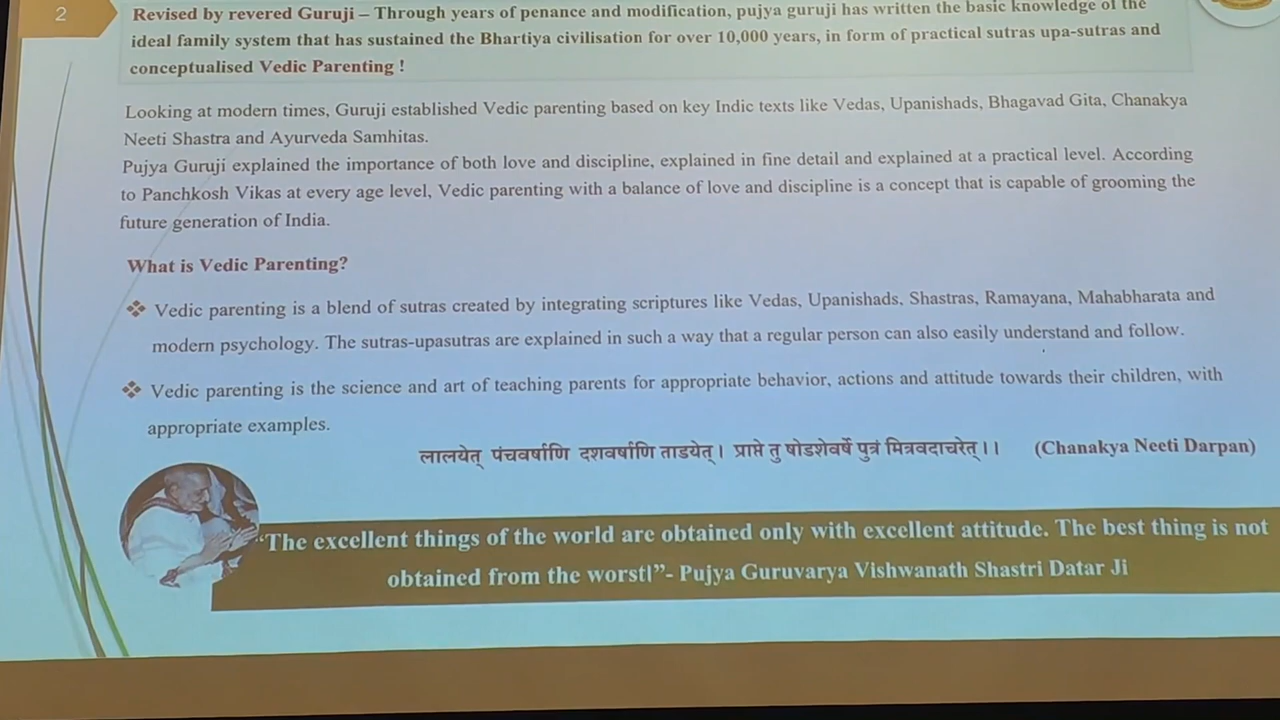 2
Revised by revered Guruji – Through years of penance and modification, pujya guruji has written the basic knowledge of the
ideal family system that has sustained the Bhartiya civilisation for over 10,000 years, in form of practical sutras upa-sutras and
conceptualised Vedic Parenting !
Looking at modern times, Guruji established Vedic parenting based on key Indic texts like Vedas, Upanishads, Bhagavad Gita, Chanakya
Neeti Shastra and Ayurveda Samhitas.
Pujya Guruji explained the importance of both love and discipline, explained in fine detail and explained at a practical level. According
to Panchkosh Vikas at every age level, Vedic parenting with a balance of love and discipline is a concept that is capable of grooming the
future generation of India.
What is Vedic Parenting?
❖ Vedic parenting is a blend of sutras created by integrating scriptures like Vedas, Upanishads, Shastras, Ramayana, Mahabharata and
modern psychology. The sutras-upasutras are explained in such a way that a regular person can also easily understand and follow.
❖ Vedic parenting is the science and art of teaching parents for appropriate behavior, actions and attitude towards their children, with
appropriate examples.
लालयेत् पंचवर्षाणि दशवर्षाणि ताडयेत्। प्राप्ते तु षोडशेवर्षे पुत्रं मित्रवदाचरेत्।। (Chanakya Neeti Darpan)
“The excellent things of the world are obtained only with excellent attitude. The best thing is not
obtained from the worst|”- Pujya Guruvarya Vishwanath Shastri Datar Ji